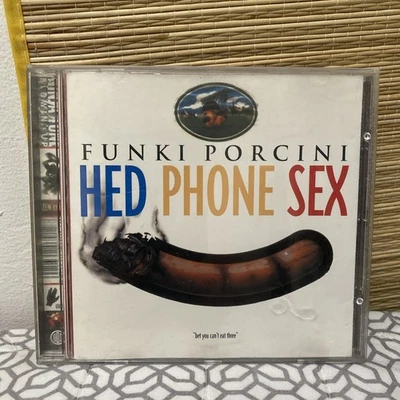 FUNKI PORCINI
HED PHONE SEX
"bet you can't eat three"